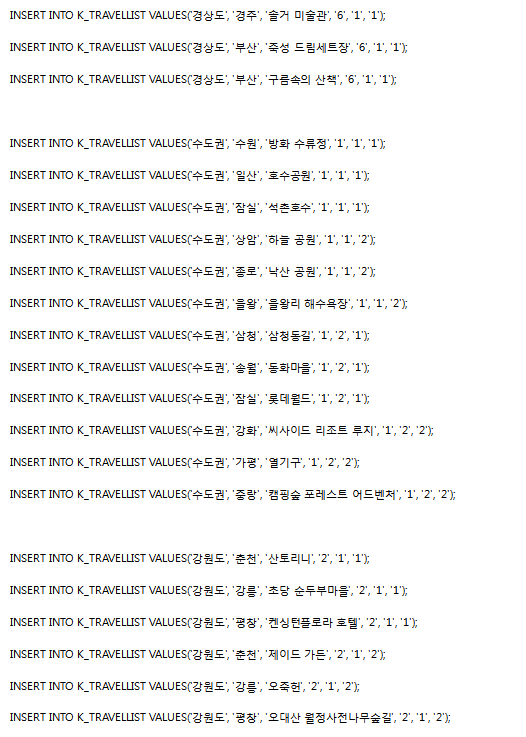 INSERT INTO K_TRAVELLIST VALUES('경상도', '경주', '솔거 미술관', '6', '1', '1');
INSERT INTO K_TRAVELLIST VALUES('경상도', '부산', '죽성 드림세트장', '6', '1', '1');
INSERT INTO K_TRAVELLIST VALUES('경상도', '부산', '구름속의 산책', '6', '1', '1');
INSERT INTO K_TRAVELLIST VALUES('수도권', '수원', '방화 수류정', '1', '1', '1');
INSERT INTO K_TRAVELLIST VALUES('수도권', '일산', '호수공원', '1', '1', '1');
INSERT INTO K_TRAVELLIST VALUES('수도권', '잠실', '석촌호수', '1', '1', '1');
INSERT INTO K_TRAVELLIST VALUES('수도권', '상암', '하늘 공원', '1', '1', '2');
INSERT INTO K_TRAVELLIST VALUES('수도권', '종로', '낙산 공원', '1', '1', '2');
INSERT INTO K_TRAVELLIST VALUES('수도권', '을왕', '을왕리 해수욕장', '1', '1', '2');
INSERT INTO K_TRAVELLIST VALUES('수도권', '삼청', '삼청동길', '1', '2', '1');
INSERT INTO K_TRAVELLIST VALUES('수도권', '송월', '동화마을', '1', '2', '1');
INSERT INTO K_TRAVELLIST VALUES('수도권', '잠실', '롯데월드', '1', '2', '1');
INSERT INTO K_TRAVELLIST VALUES('수도권', '강화', '씨사이드 리조트 루지', '1', '2', '2');
INSERT INTO K_TRAVELLIST VALUES('수도권', '가평', '열기구', '1', '2', '2');
INSERT INTO K_TRAVELLIST VALUES('수도권', '중랑', '캠핑숲 포레스트 어드벤처', '1', '2', '2');
INSERT INTO K_TRAVELLIST VALUES('강원도', '춘천', '산토리니', '2', '1', '1');
INSERT INTO K_TRAVELLIST VALUES('강원도', '강릉', '초당 순두부마을', '2', '1', '1');
INSERT INTO K_TRAVELLIST VALUES('강원도', '평창', '켄싱턴플로라 호텔', '2', '1', '1');
INSERT INTO K_TRAVELLIST VALUES('강원도', '춘천', '제이드 가든', '2', '1', '2');
INSERT INTO K_TRAVELLIST VALUES('강원도', '강릉', '오죽헌', '2', '1', '2');
INSERT INTO K_TRAVELLIST VALUES('강원도', '평창', '오대산 월정사전나무숲길', '2', '1', '2');